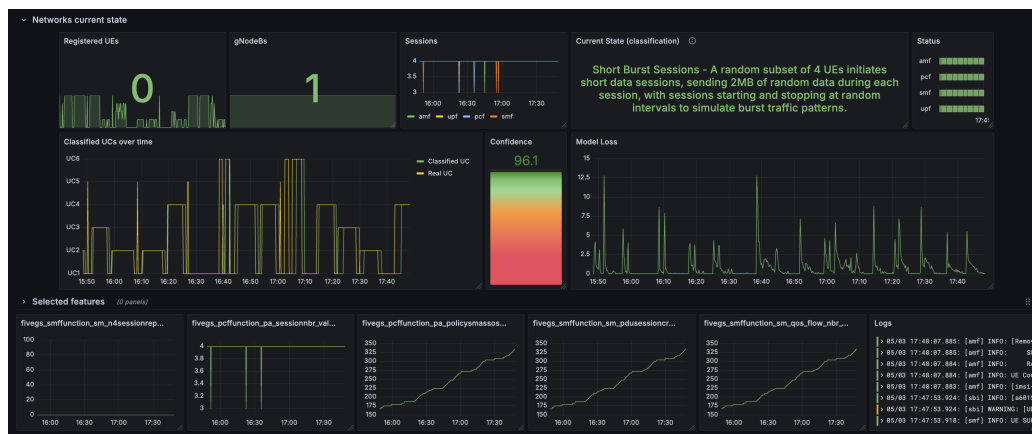 Networks current state
Registered UEs
0
gNodeBs
1
Sessions
4
3.5
3
16:00 16:30 17:00 17:30
amf upf pcf smf
Current State (classification)
Short Burst Sessions - A random subset of 4 UEs initiates
short data sessions, sending 2MB of random data during each
session, with sessions starting and stopping at random
intervals to simulate burst traffic patterns.
Status
amf
pcf
smf
upf
17:4
Classified UCs over time
UC6
UC5
UC4
UC3
UC2
UC1
15:50 16:00 16:10 16:20 16:30 16:40 16:50 17:00 17:10 17:20 17:30 17:40
Classified UC
Real UC
Confidence
96.1
Model Loss
15
12.5
10
7.5
5
2.5
0
15:50 16:00 16:10 16:20 16:30 16:40 16:50 17:00 17:10 17:20 17:30 17:40
Selected features (0 panels)
fivegs_smffunction_sm_n4sessionrep...
100
80
60
40
20
0
16:00 16:30 17:00 17:30
fivegs_pcffunction_pa_sessionnbr_val...
4
3.8
3.6
3.4
3.2
3
16:00 16:30 17:00 17:30
fivegs_pcffunction_pa_policysmassos...
350
325
300
275
250
225
200
175
150
16:00 16:30 17:00 17:30
fivegs_smffunction_sm_pdusessioncr...
350
325
300
275
250
225
200
175
150
16:00 16:30 17:00 17:30
fivegs_smffunction_sm_qos_flow_nbr_...
350
325
300
275
250
225
200
175
150
16:00 16:30 17:00 17:30
Logs
05/03 17:48:07.885: [amf] INFO: [Remov
05/03 17:48:07.885: [amf] INFO:
05/03 17:48:07.884: [amf] INFO:
05/03 17:48:07.884: [amf] INFO: UE Con
05/03 17:48:07.883: [amf] INFO: [imsi-
05/03 17:47:53.924: [sbi] INFO:
05/03 17:47:53.924: [sbi] WARNING:
05/03 17:47:53.918: [smf] INFO: UE